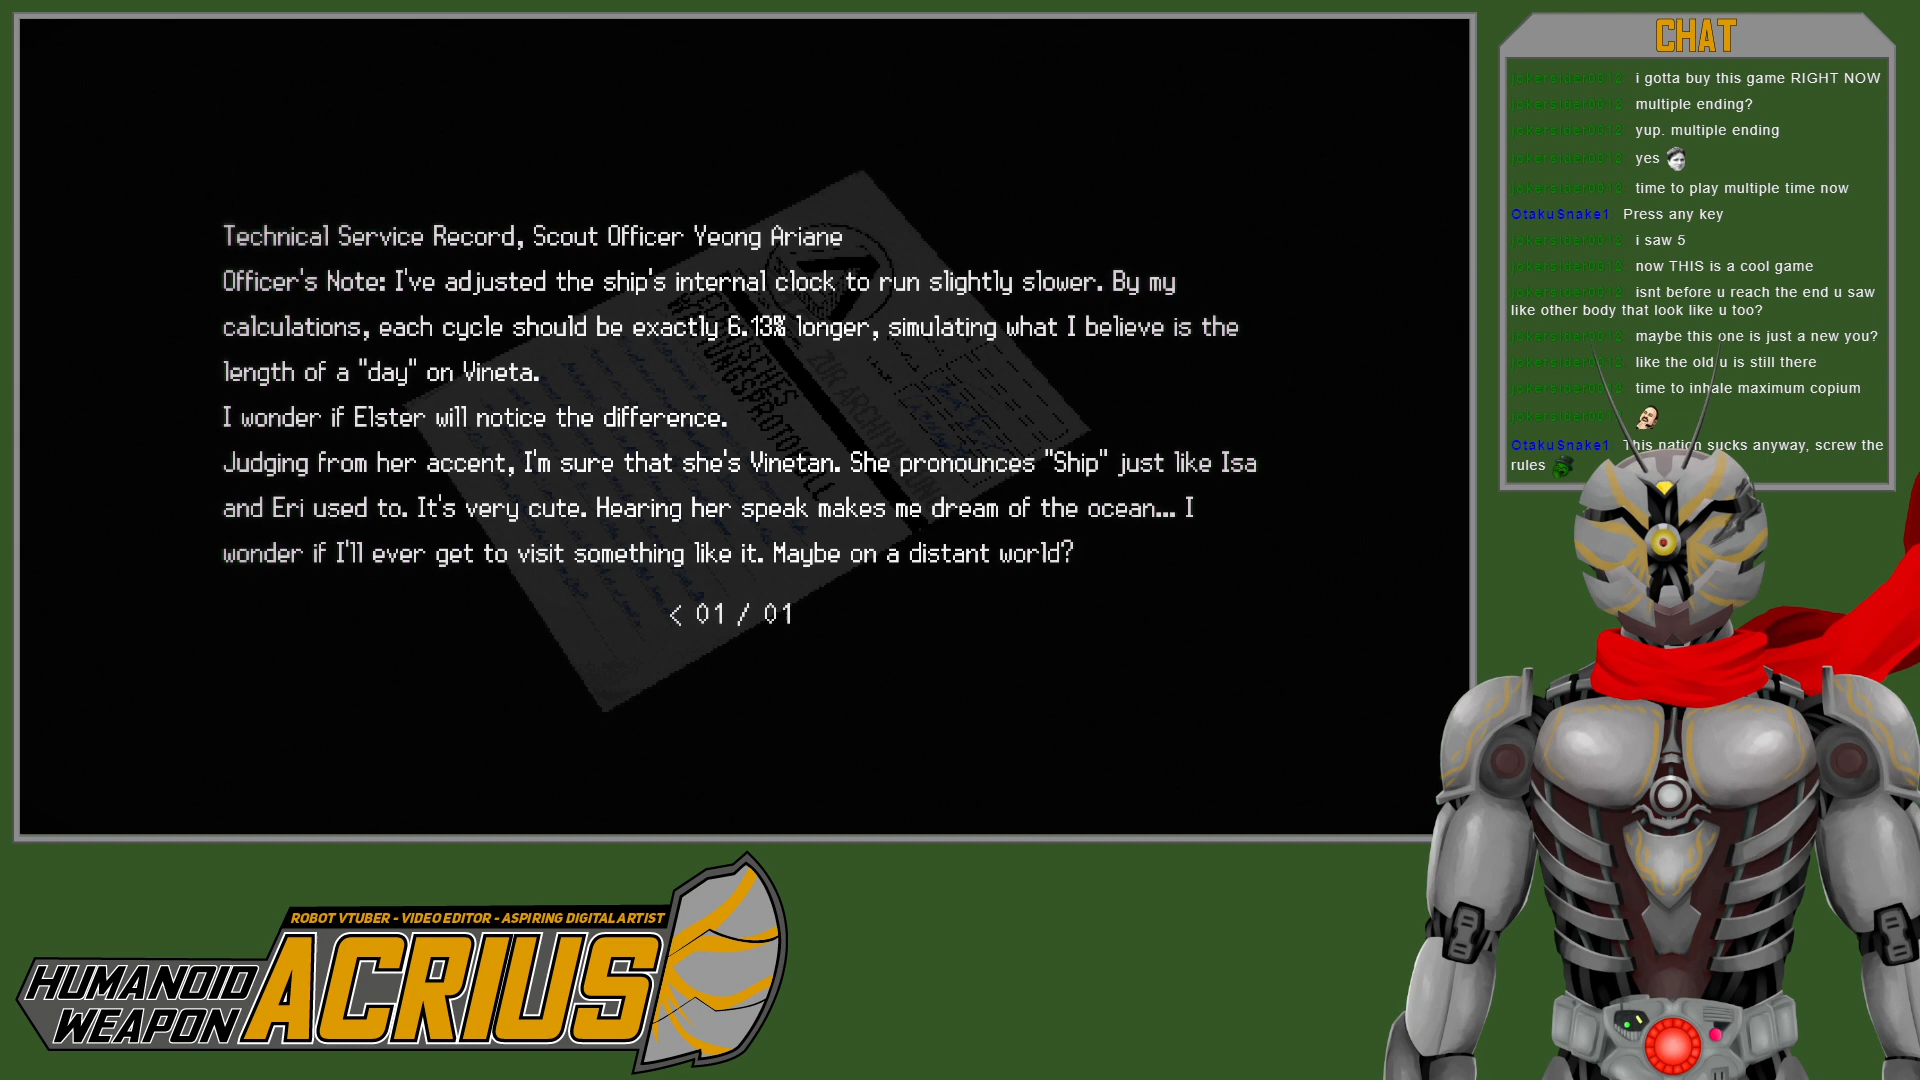 Technical Service Record, Scout Officer Yeong Ariane
Officer's Note: I've adjusted the ship's internal clock to run slightly slower. By my
calculations, each cycle should be exactly 6.13% longer, simulating what I believe is the
length of a "day" on Vineta.
I wonder if Elster will notice the difference.
Judging from her accent, I'm sure that she's Vinetan. She pronounces "Ship" just like Isa
and Eri used to. It's very cute. Hearing her speak makes me dream of the ocean... I
wonder if I'll ever get to visit something like it. Maybe on a distant world?
< 01 / 01
CHAT
i gotta buy this game RIGHT NOW
multiple ending?
yup. multiple ending
yes
time to play multiple time now
OtakuSnake1 Press any key
i saw 5
now THIS is a cool game
isnt before u reach the end u saw
like other body that look like u too?
maybe this one is just a new you?
like the old u is still there
time to inhale maximum copium
OtakuSnake1 This nation sucks anyway, screw the
rules
ROBOT VTUBER - VIDEO EDITOR - ASPIRING DIGITAL ARTIST
HUMANOID
WEAPON
ACRIUS